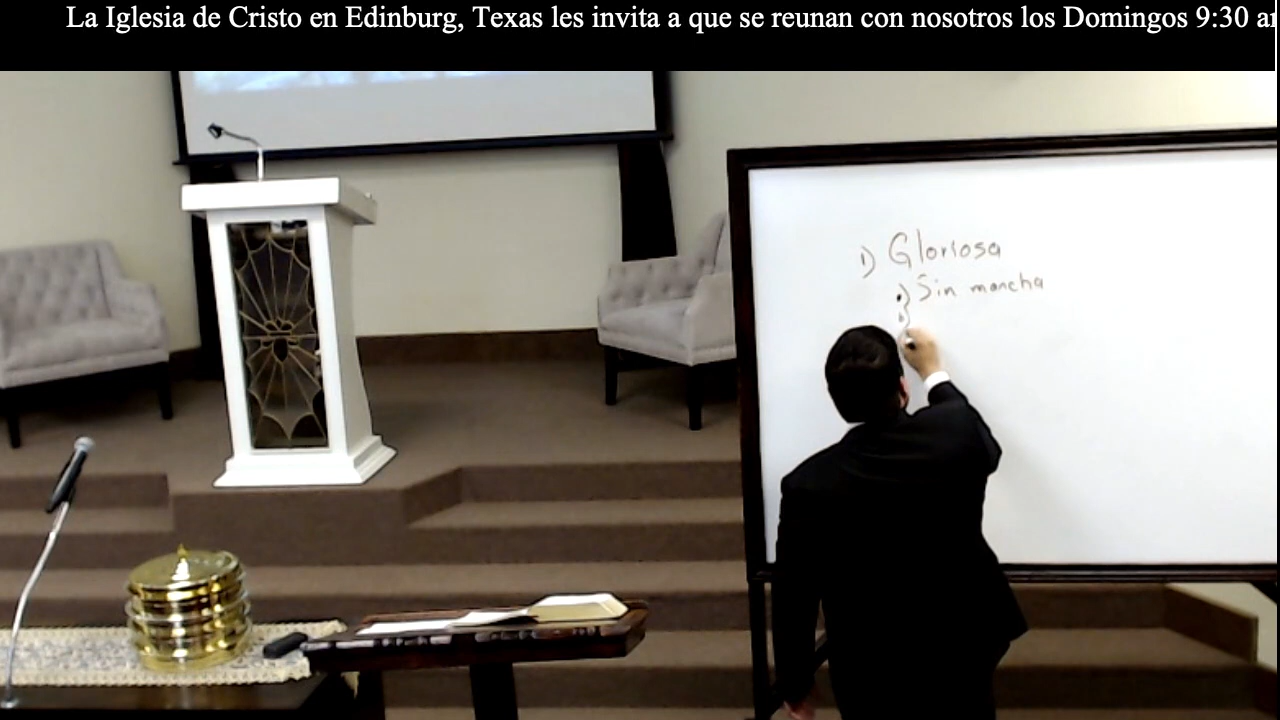 La Iglesia de Cristo en Edinburg, Texas les invita a que se reunan con nosotros los Domingos 9:30 a
1) Gloriosa
•) Sin mancha
•)